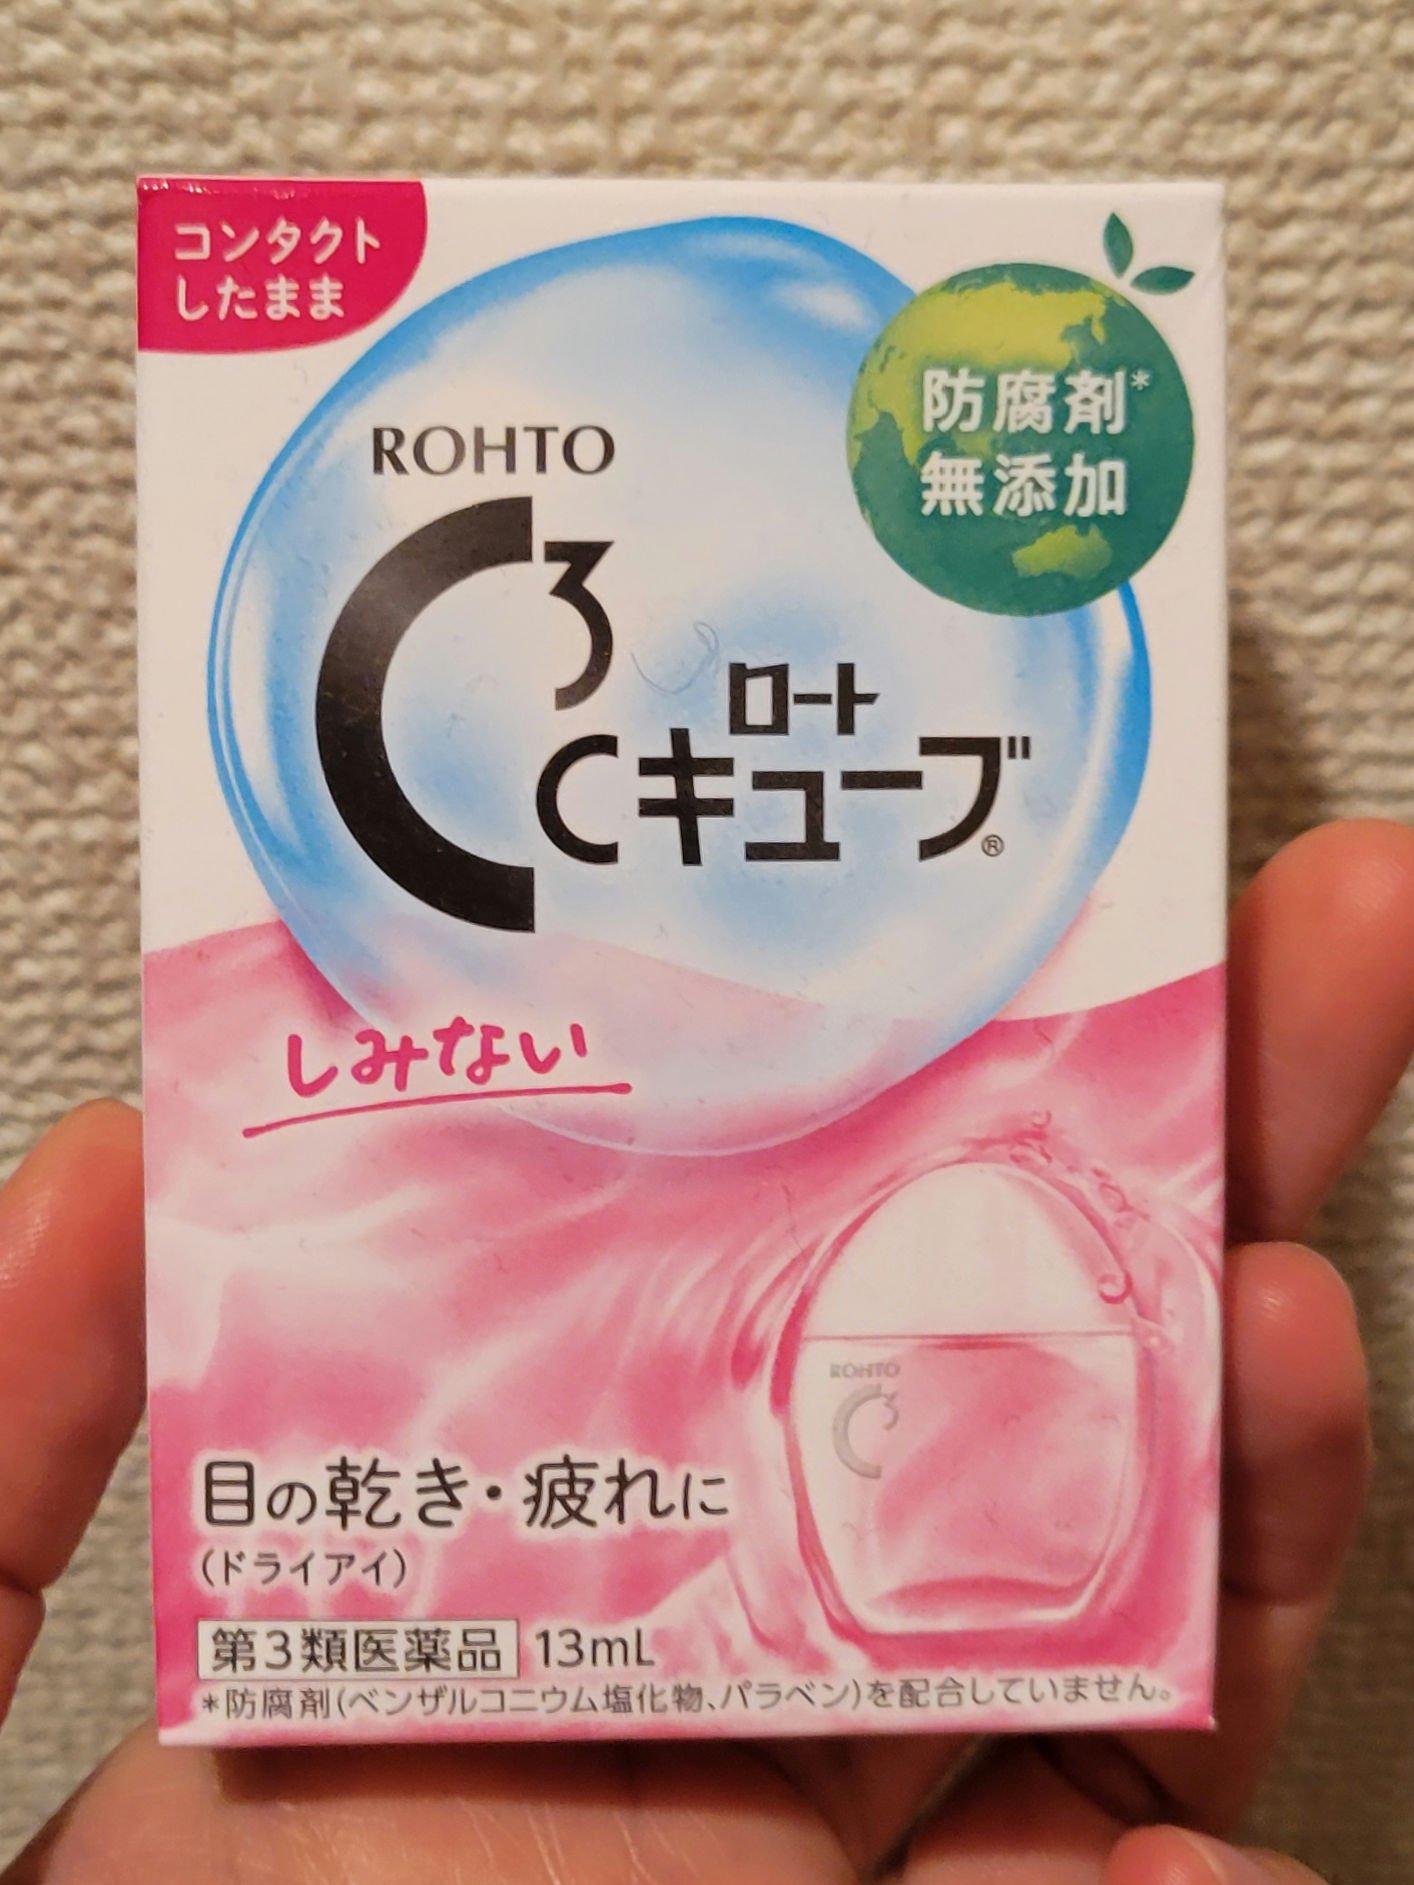 コンタクト
したまま
防腐剤*
無添加
ROHTO
C3
ロート
Cキューブ®
しみない
ROHTO
C3
目の乾き・疲れに
(ドライアイ)
第3類医薬品 13mL
*防腐剤(ベンザルコニウム塩化物、パラベン)を配合していません。